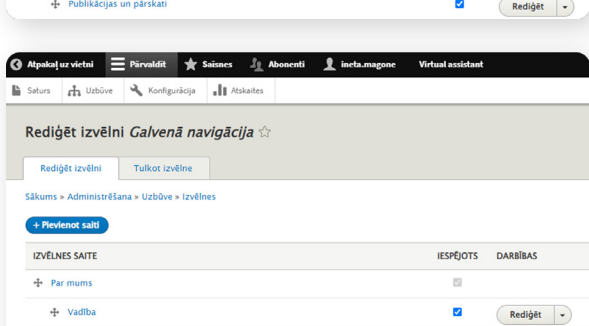 Publikācijas un pārskati
Rediģēt
Atpakaļ uz vietni Pārvaldīt Saīsnes Abonenti ineta.magone Virtual assistant
Saturs Uzbūve Konfigurācija Atskaites
Rediģēt izvēlni Galvenā navigācija
Rediģēt izvēlni Tulkot izvēlne
Sākums » Administrēšana » Uzbūve » Izvēlnes
+ Pievienot saiti
IZVĒLNES SAITE IESPĒJOTS DARBĪBAS
Par mums
Vadība Rediģēt